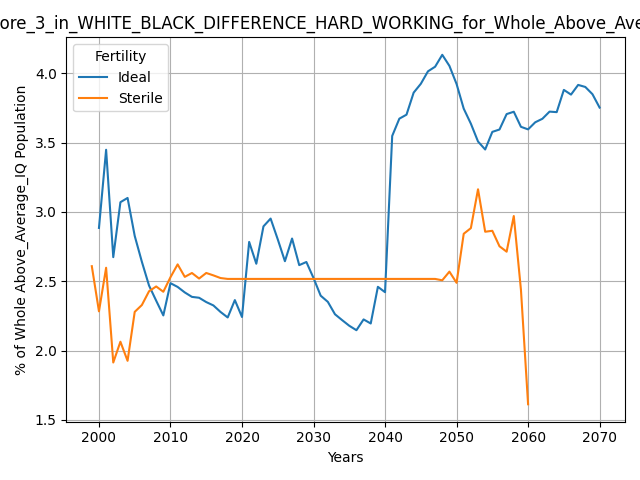 ore_3_in_WHITE_BLACK_DIFFERENCE_HARD_WORKING_for_Whole_Above_Ave
Fertility
Ideal
Sterile
% of Whole Above_Average_IQ Population
4.0
3.5
3.0
2.5
2.0
1.5
2000 2010 2020 2030 2040 2050 2060 2070
Years